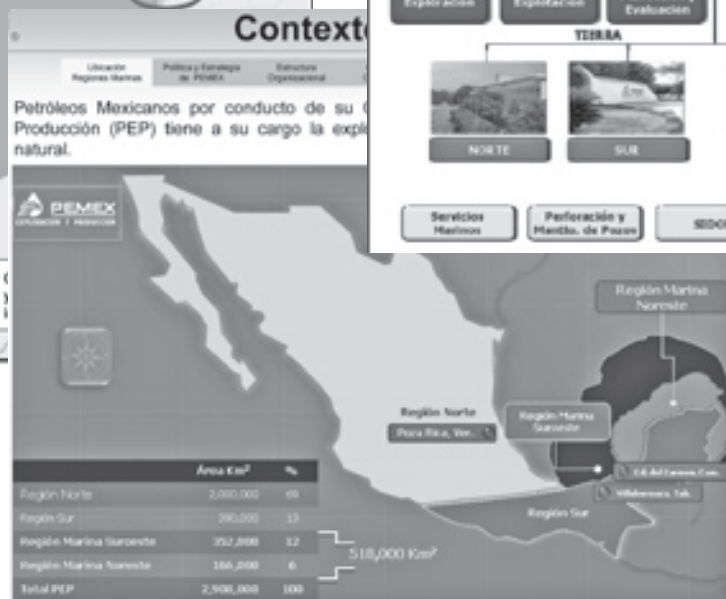 Contexto
Ubicación
Regiones Marinas
Política y Estrategia
de PEMEX
Estructura
Organizacional
Petróleos Mexicanos por conducto de su
Producción (PEP) tiene a su cargo la
natural.
Exploración
Explotación
Evaluación
TIERRA
NORTE
SUR
Servicios
Marinos
Perforación y
Mantto. de Pozos
PEMEX
EXPLORACIÓN Y PRODUCCIÓN
Región Marina
Noreste
Región Norte
Poza Rica, Ver.
Región Marina
Suroeste
Cd. del Carmen, Cam.
Villahermosa, Tab.
Región Sur
Área Km² %
Región Norte 2,000,000 69
Región Sur 390,000 13
Región Marina Suroeste 352,000 12
Región Marina Noreste 166,000 6
Total PEP 2,900,000 100
518,000 Km²